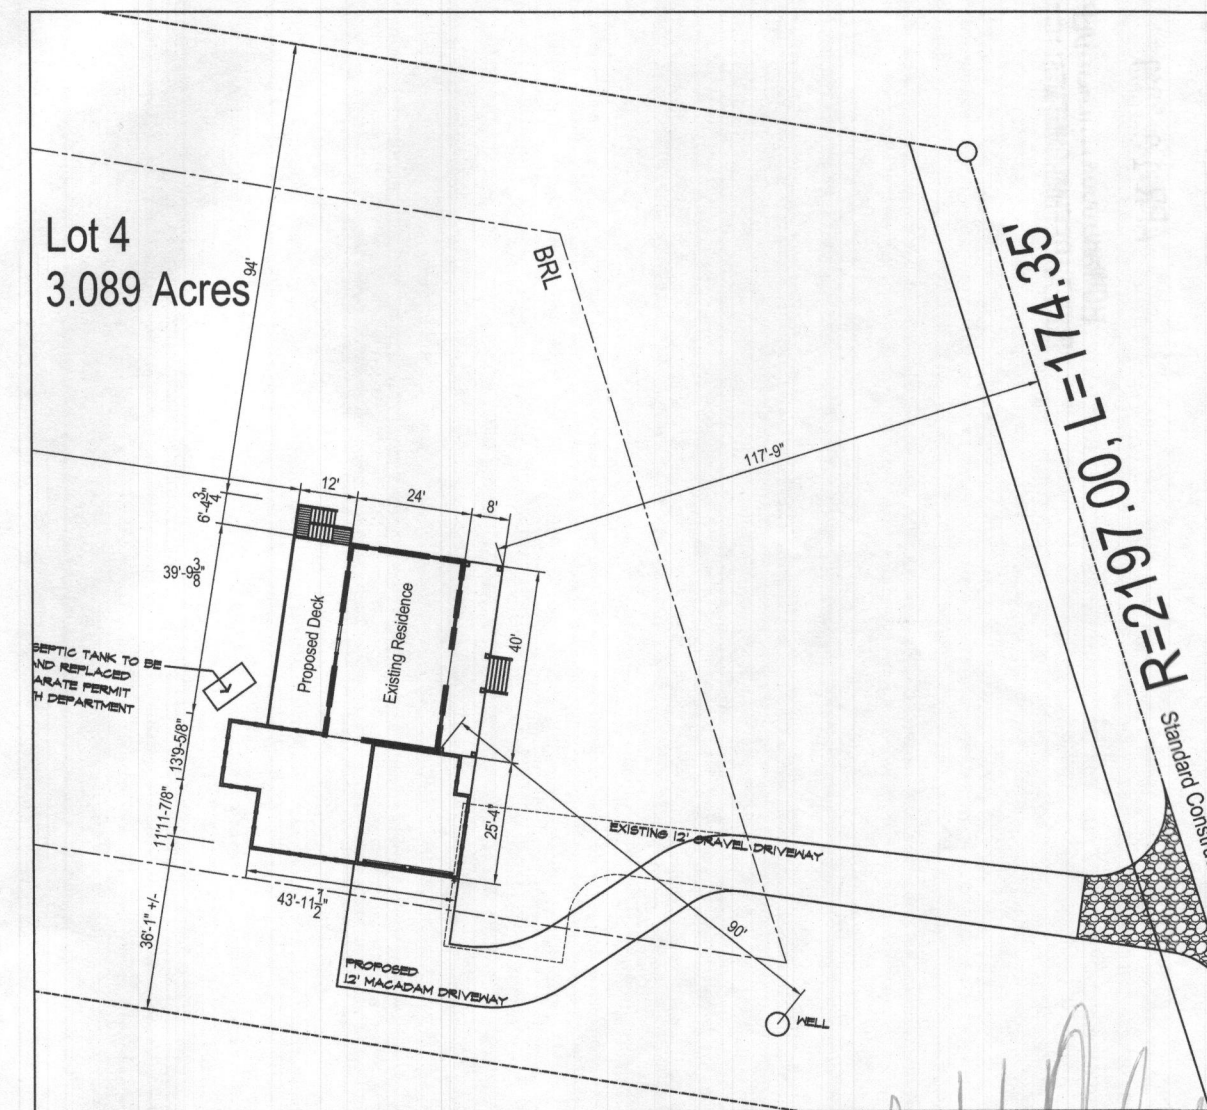 Lot 4
3.089 Acres
94'
BRL
R=2197.00, L=174.35'
117'-9"
12'
24'
8'
6'-4 3/4"
39'-9 3/8"
Proposed Deck
Existing Residence
40'
SEPTIC TANK TO BE
AND REPLACED
ARATE PERMIT
TH DEPARTMENT
13'9-5/8"
11'11-7/8"
25'-4"
43'-11 1/2"
36'-1" +/-
EXISTING 12' GRAVEL DRIVEWAY
90'
PROPOSED
12' MACADAM DRIVEWAY
WELL
Standard Constru